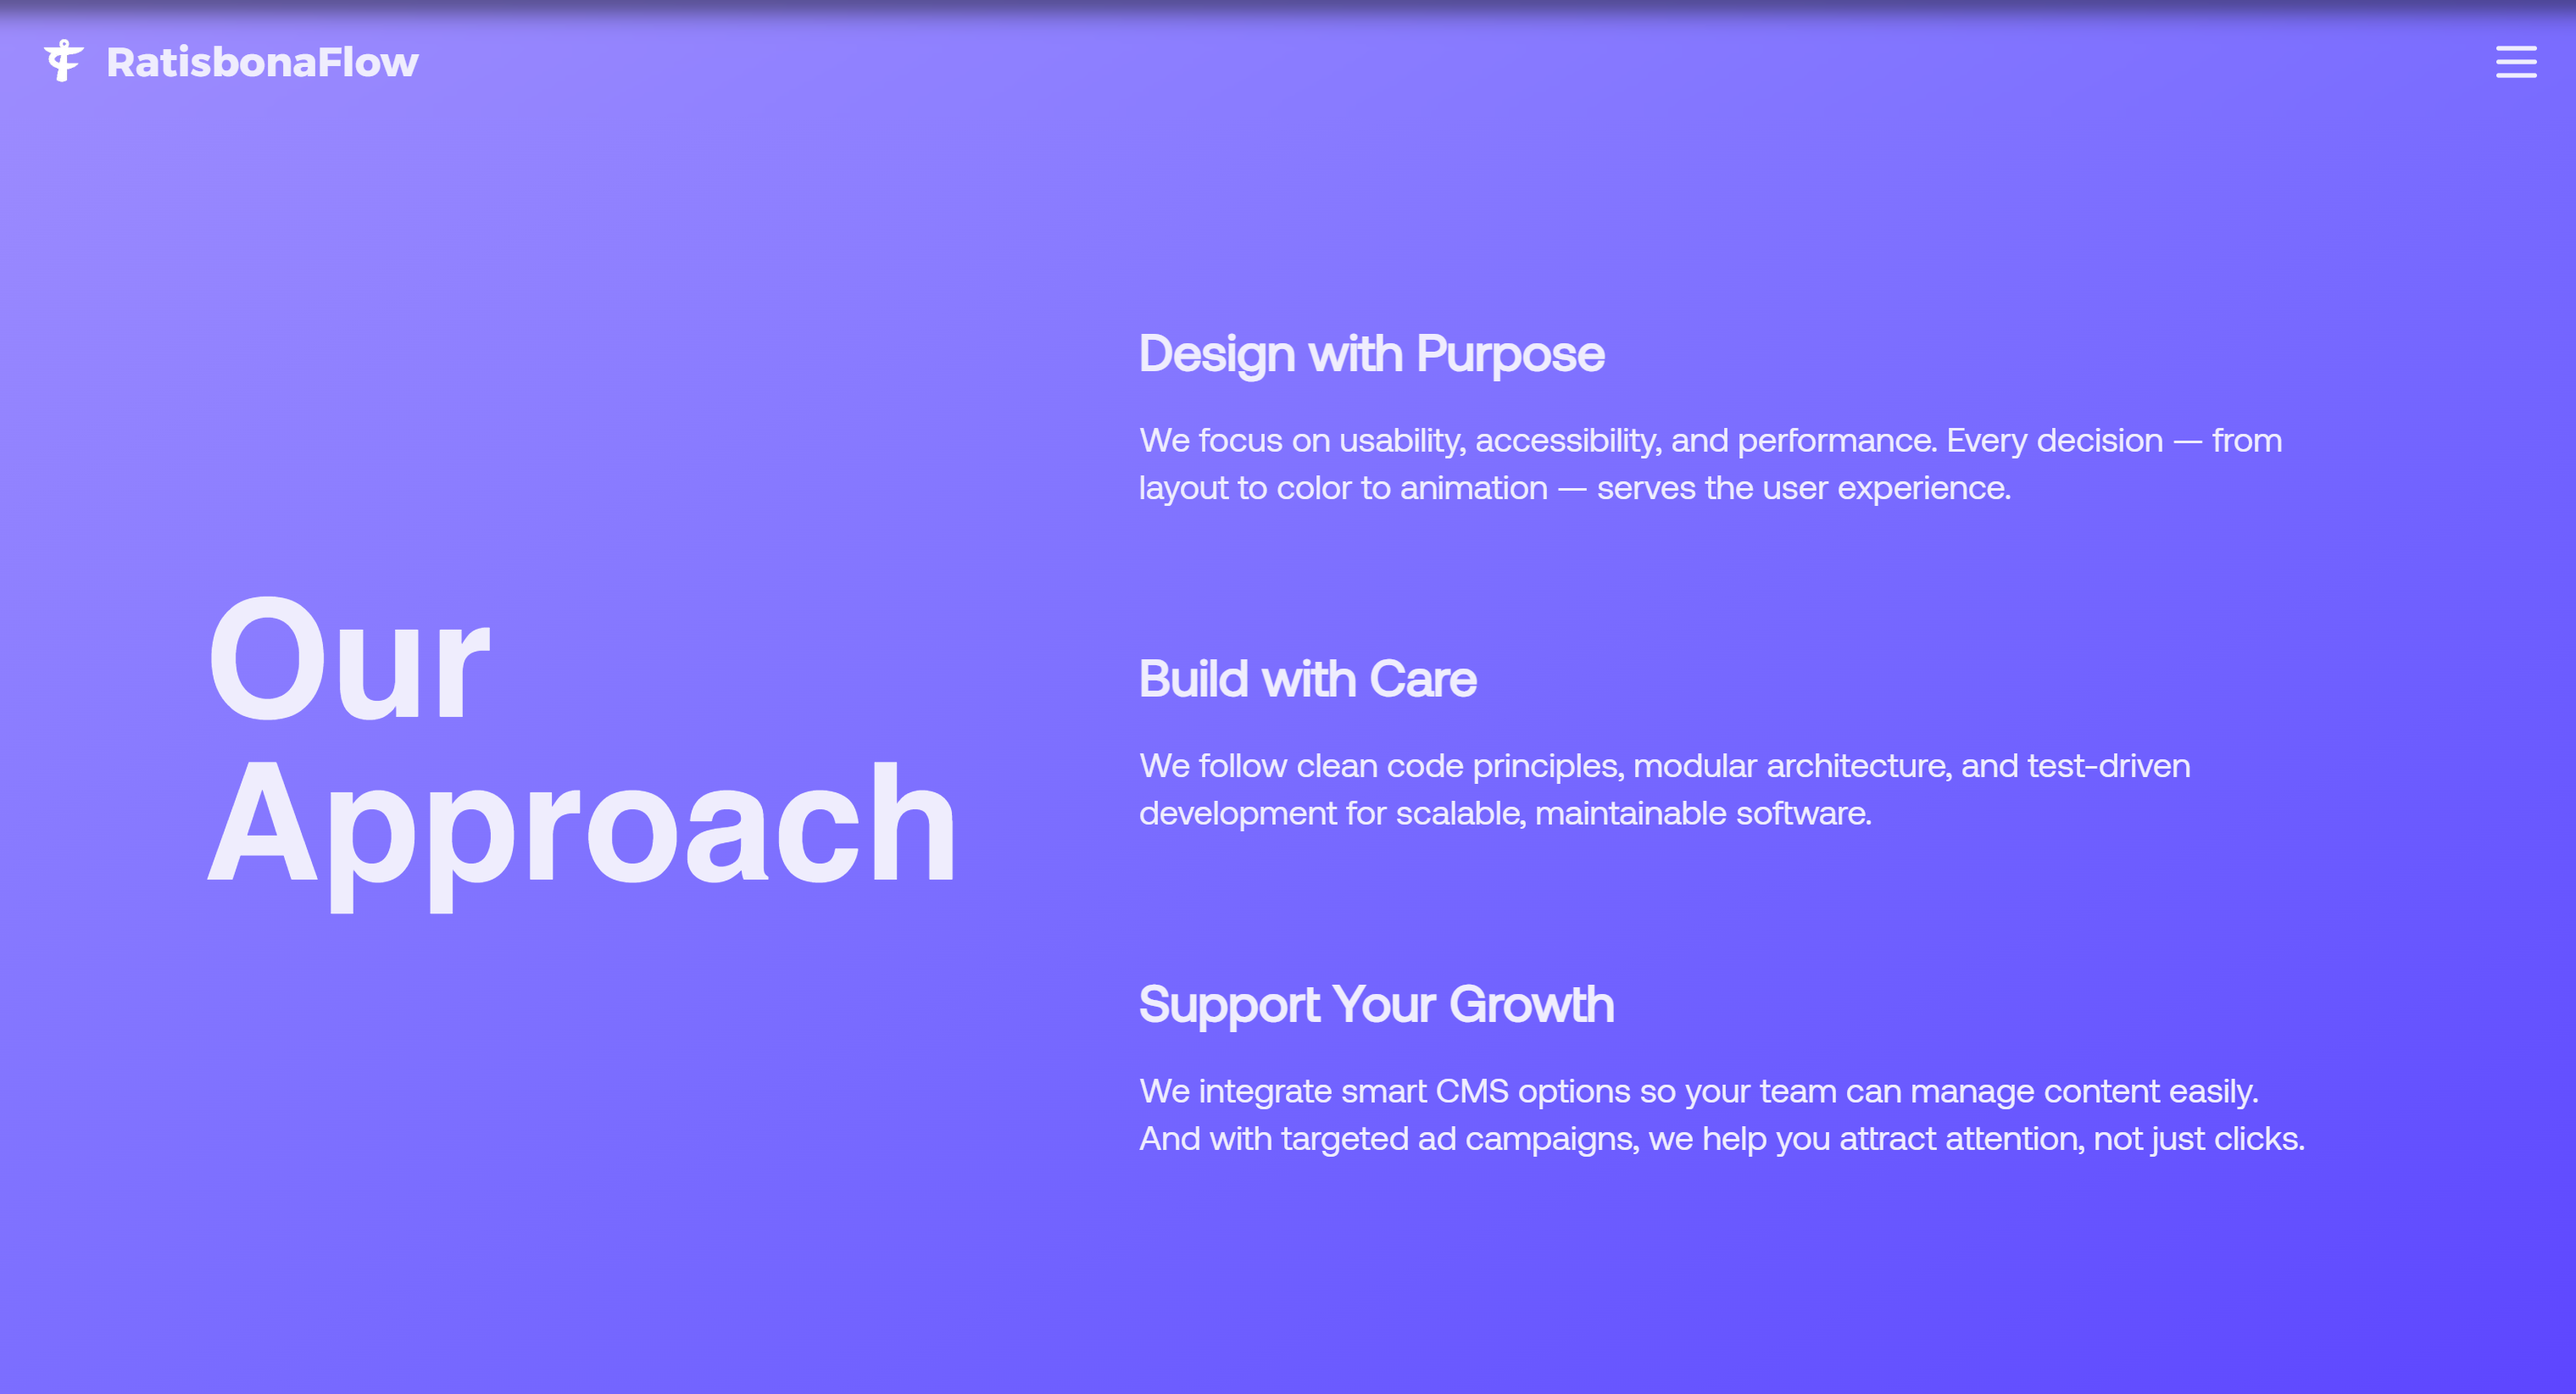 RatisbonaFlow
Our
Approach
Design with Purpose
We focus on usability, accessibility, and performance. Every decision — from
layout to color to animation — serves the user experience.
Build with Care
We follow clean code principles, modular architecture, and test-driven
development for scalable, maintainable software.
Support Your Growth
We integrate smart CMS options so your team can manage content easily.
And with targeted ad campaigns, we help you attract attention, not just clicks.